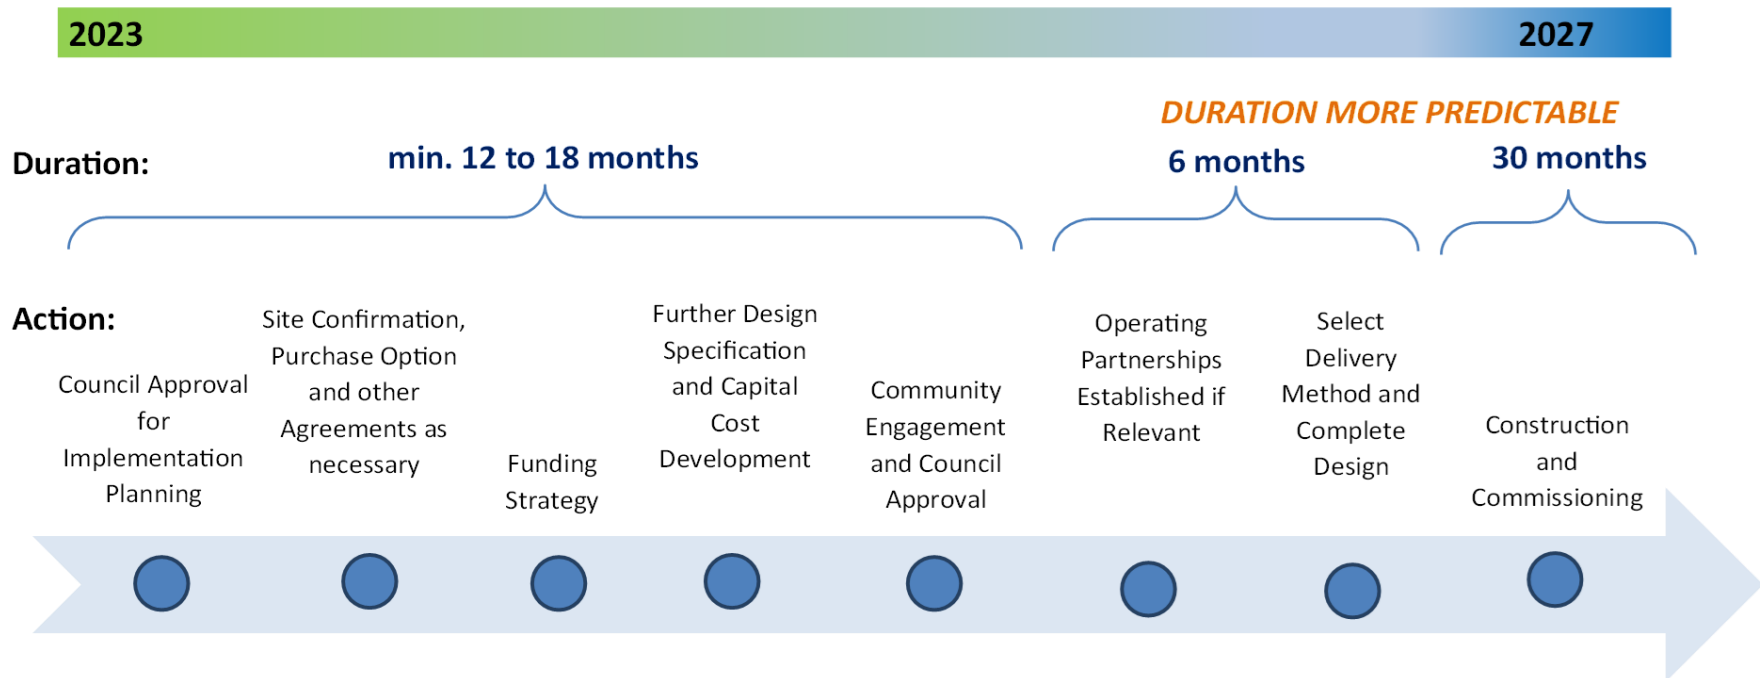 2023
2027
DURATION MORE PREDICTABLE
Duration:
min. 12 to 18 months
6 months
30 months
Action:
Council Approval
for
Implementation
Planning
Site Confirmation,
Purchase Option
and other
Agreements as
necessary
Funding
Strategy
Further Design
Specification
and Capital
Cost
Development
Community
Engagement
and Council
Approval
Operating
Partnerships
Established if
Relevant
Select
Delivery
Method and
Complete
Design
Construction
and
Commissioning